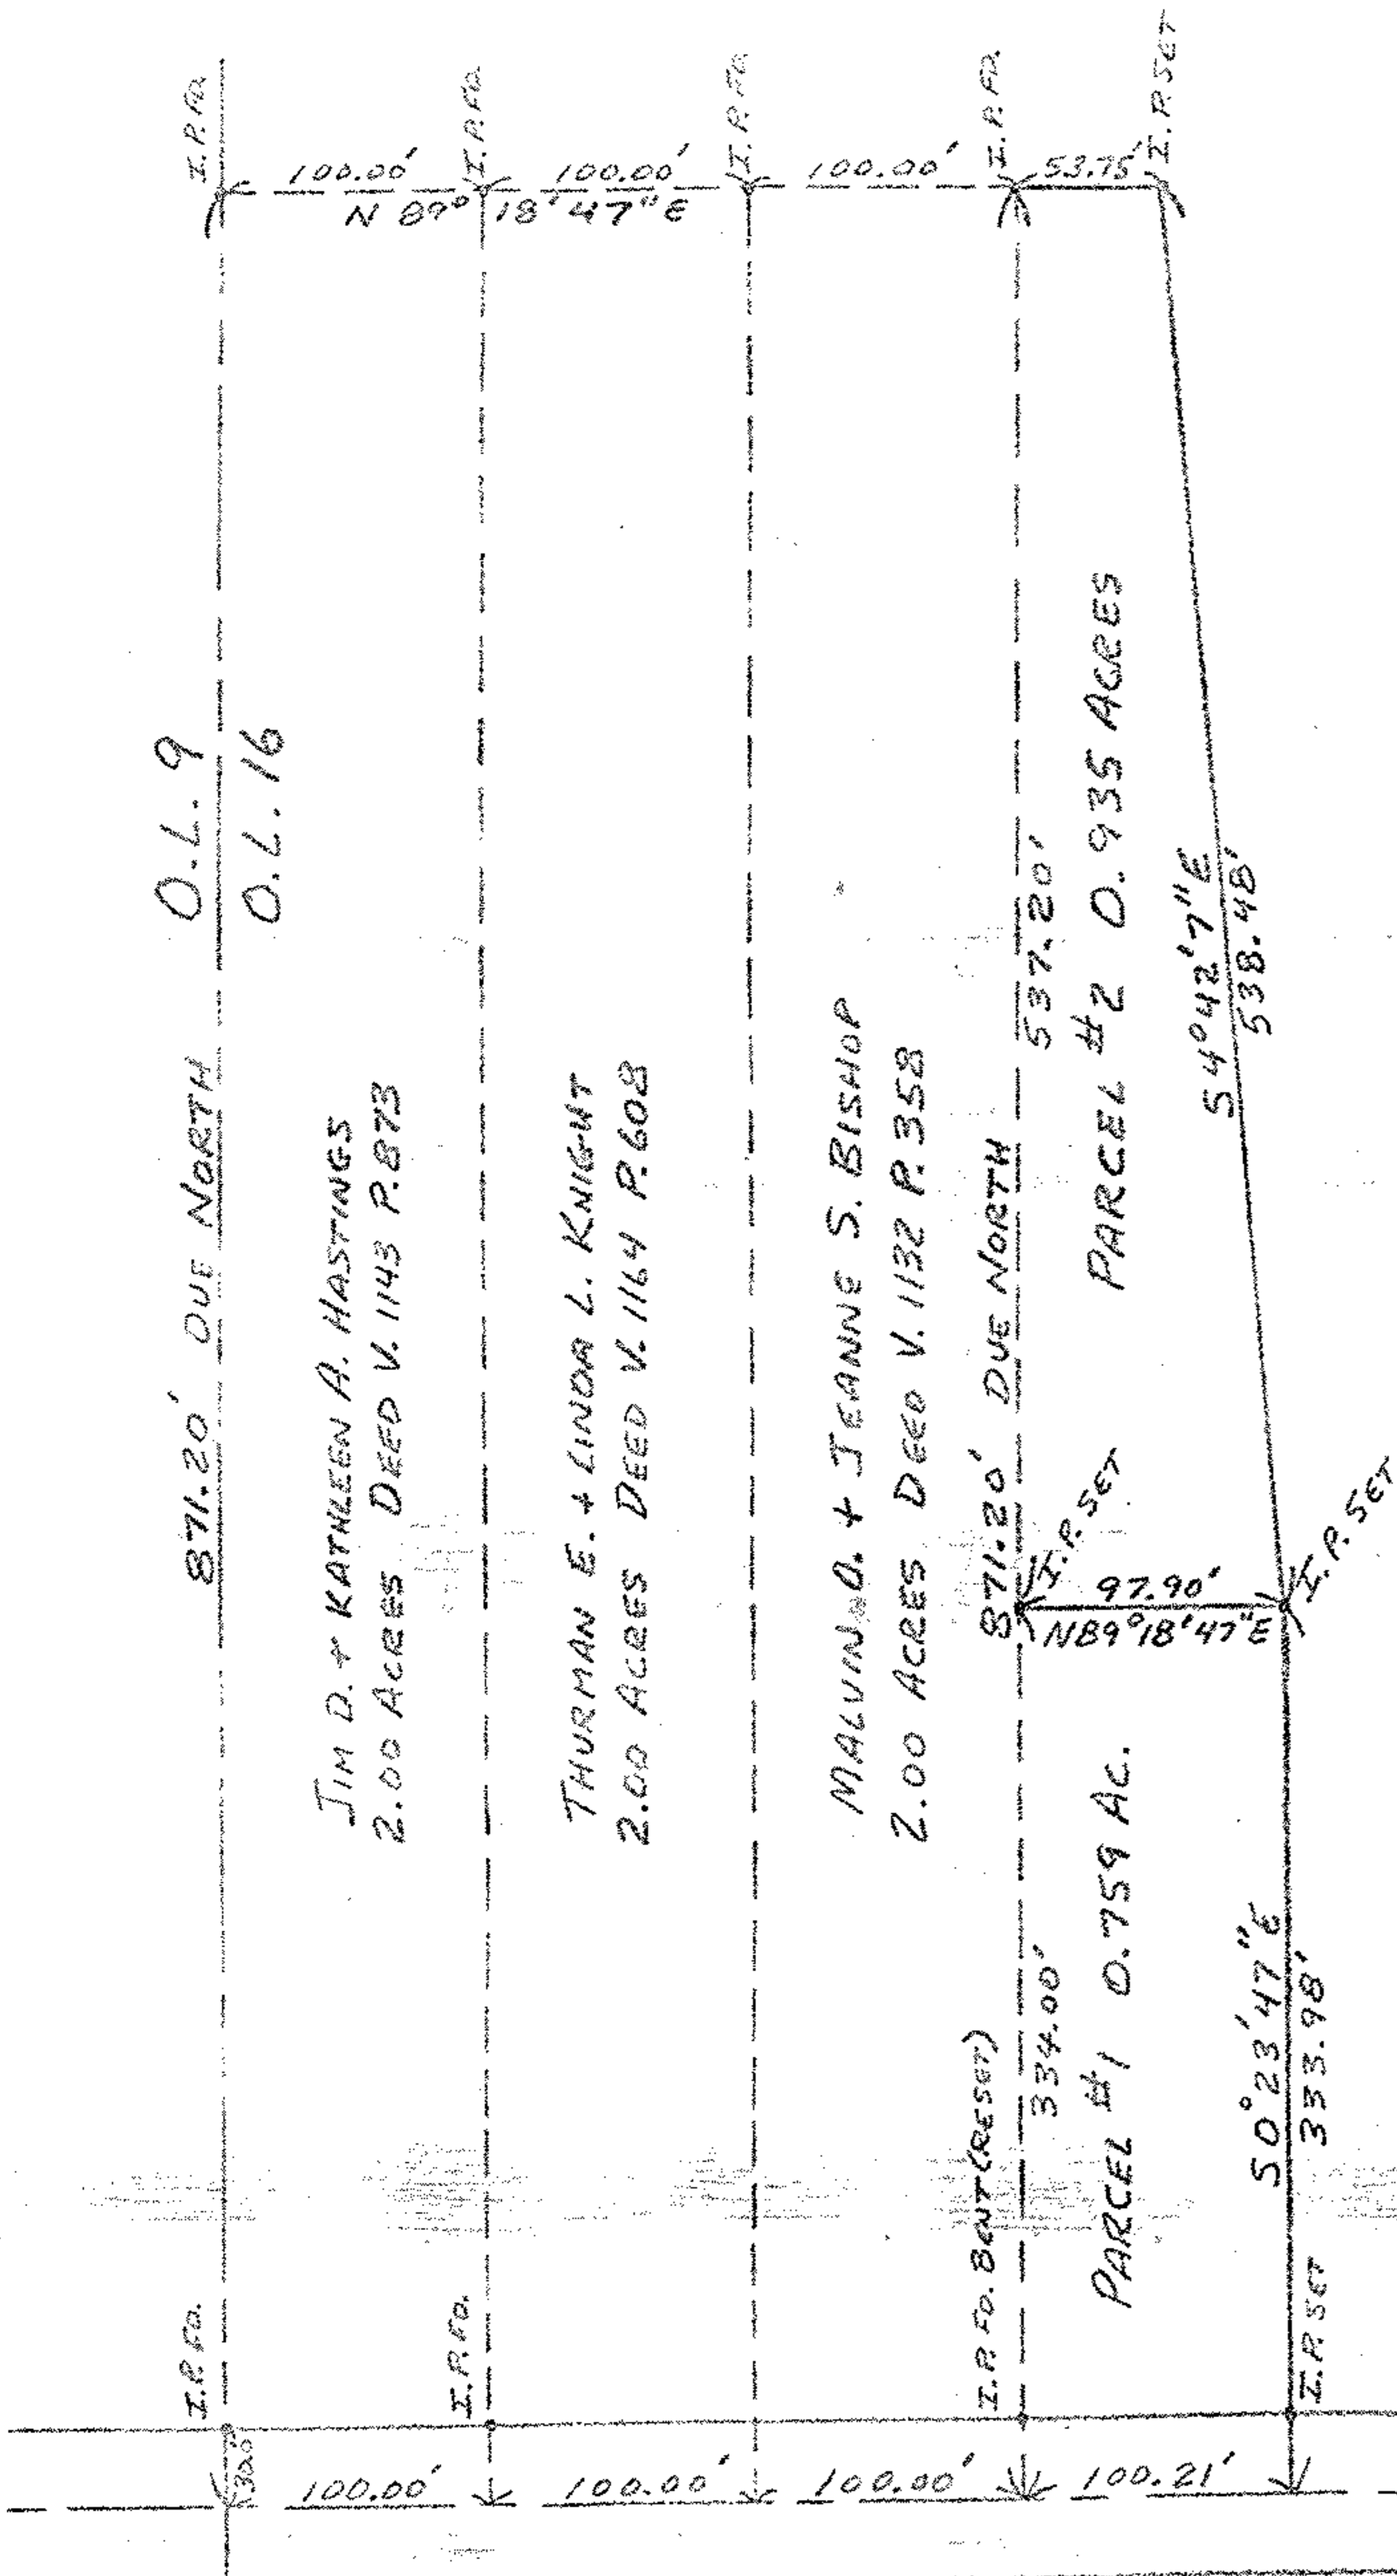 I.P. FD.
I.P. FD.
I.P. FD.
I.P. FD.
I.P. SET
100.00'
100.00'
100.00'
53.75'
N 89° 18' 47" E
O.L. 9
O.L. 16
871.20' DUE NORTH
JIM D. + KATHLEEN A. HASTINGS
2.00 ACRES DEED V. 1143 P. 873
THURMAN E. + LINDA L. KNIGHT
2.00 ACRES DEED V. 1164 P. 608
MALVIN D. + JEANNE S. BISHOP
2.00 ACRES DEED V. 1132 P. 358
871.20' DUE NORTH
537.20'
PARCEL #2 0.935 ACRES
S 4° 42' 7" E
538.48'
I.P. SET
97.90'
N 89° 18' 47" E
I.P. SET
334.00'
PARCEL #1 0.759 AC.
S 0° 23' 47" E
333.98'
I.P. FD.
I.P. FD.
I.P. FD. BENT (RESET)
I.P. SET
30.0'
100.00'
100.00'
100.00'
100.21'